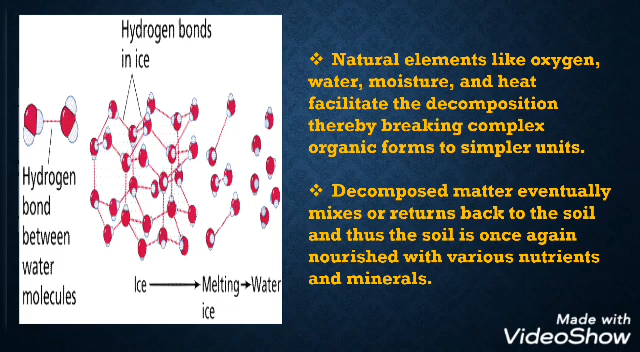 Hydrogen bonds
in ice
Hydrogen
bond
between
water
molecules
Ice Melting Water
ice
Natural elements like oxygen,
water, moisture, and heat
facilitate the decomposition
thereby breaking complex
organic forms to simpler units.
Decomposed matter eventually
mixes or returns back to the soil
and thus the soil is once again
nourished with various nutrients
and minerals.
Made with
VideoShow